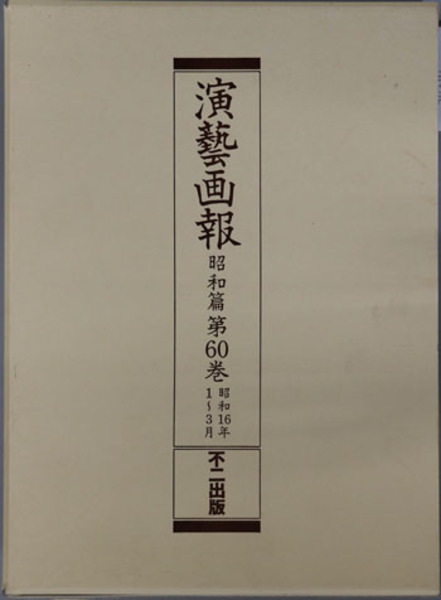 演藝画報
昭和篇第60巻
昭和16年
1～3月
不二出版